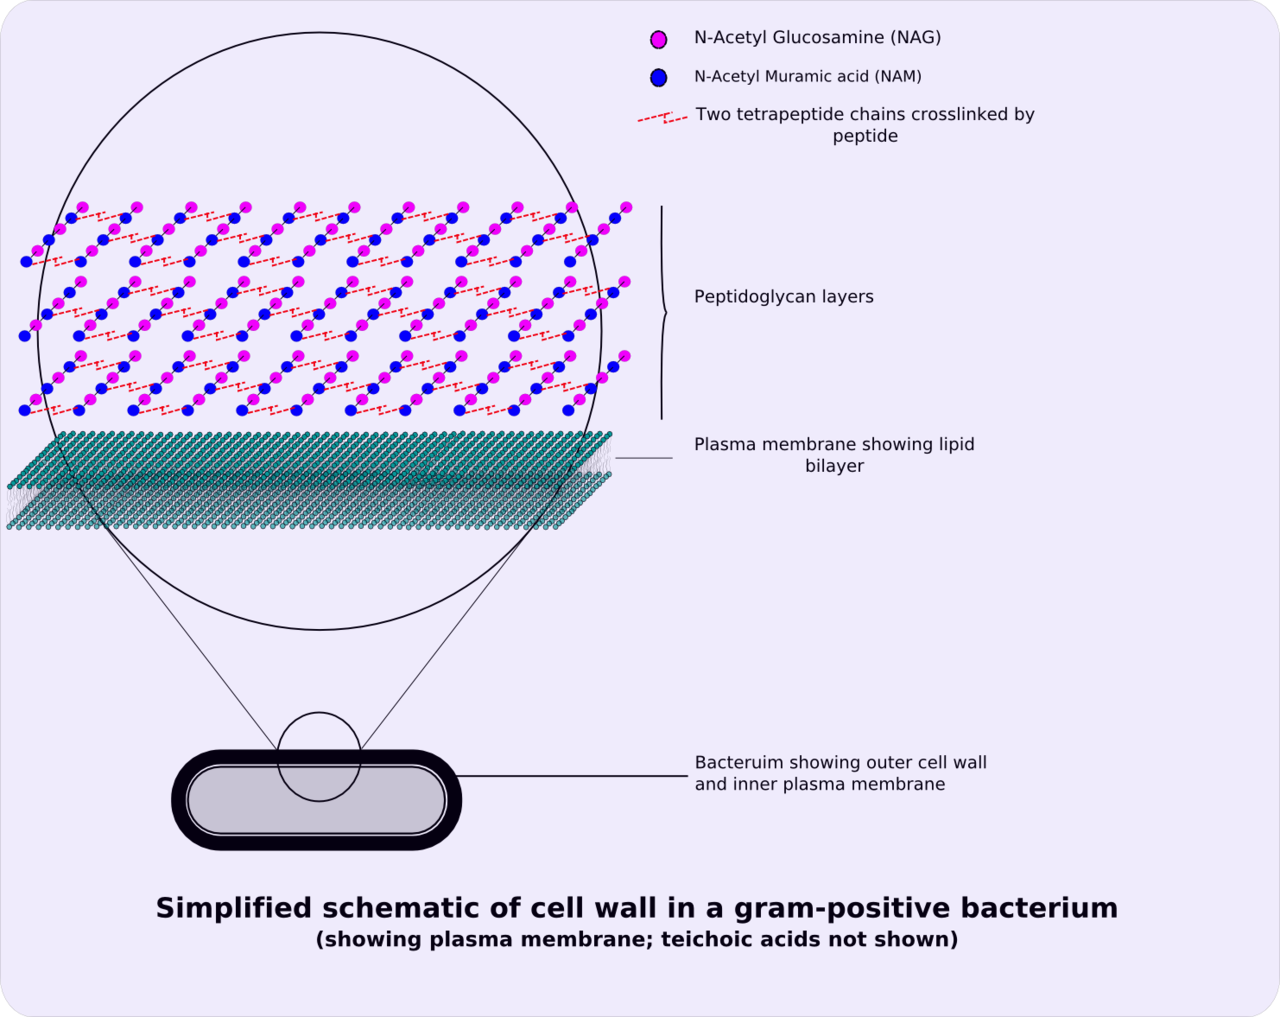 N-Acetyl Glucosamine (NAG)
N-Acetyl Muramic acid (NAM)
Two tetrapeptide chains crosslinked by
peptide
Peptidoglycan layers
Plasma membrane showing lipid
bilayer
Bacteruim showing outer cell wall
and inner plasma membrane
Simplified schematic of cell wall in a gram-positive bacterium
(showing plasma membrane; teichoic acids not shown)